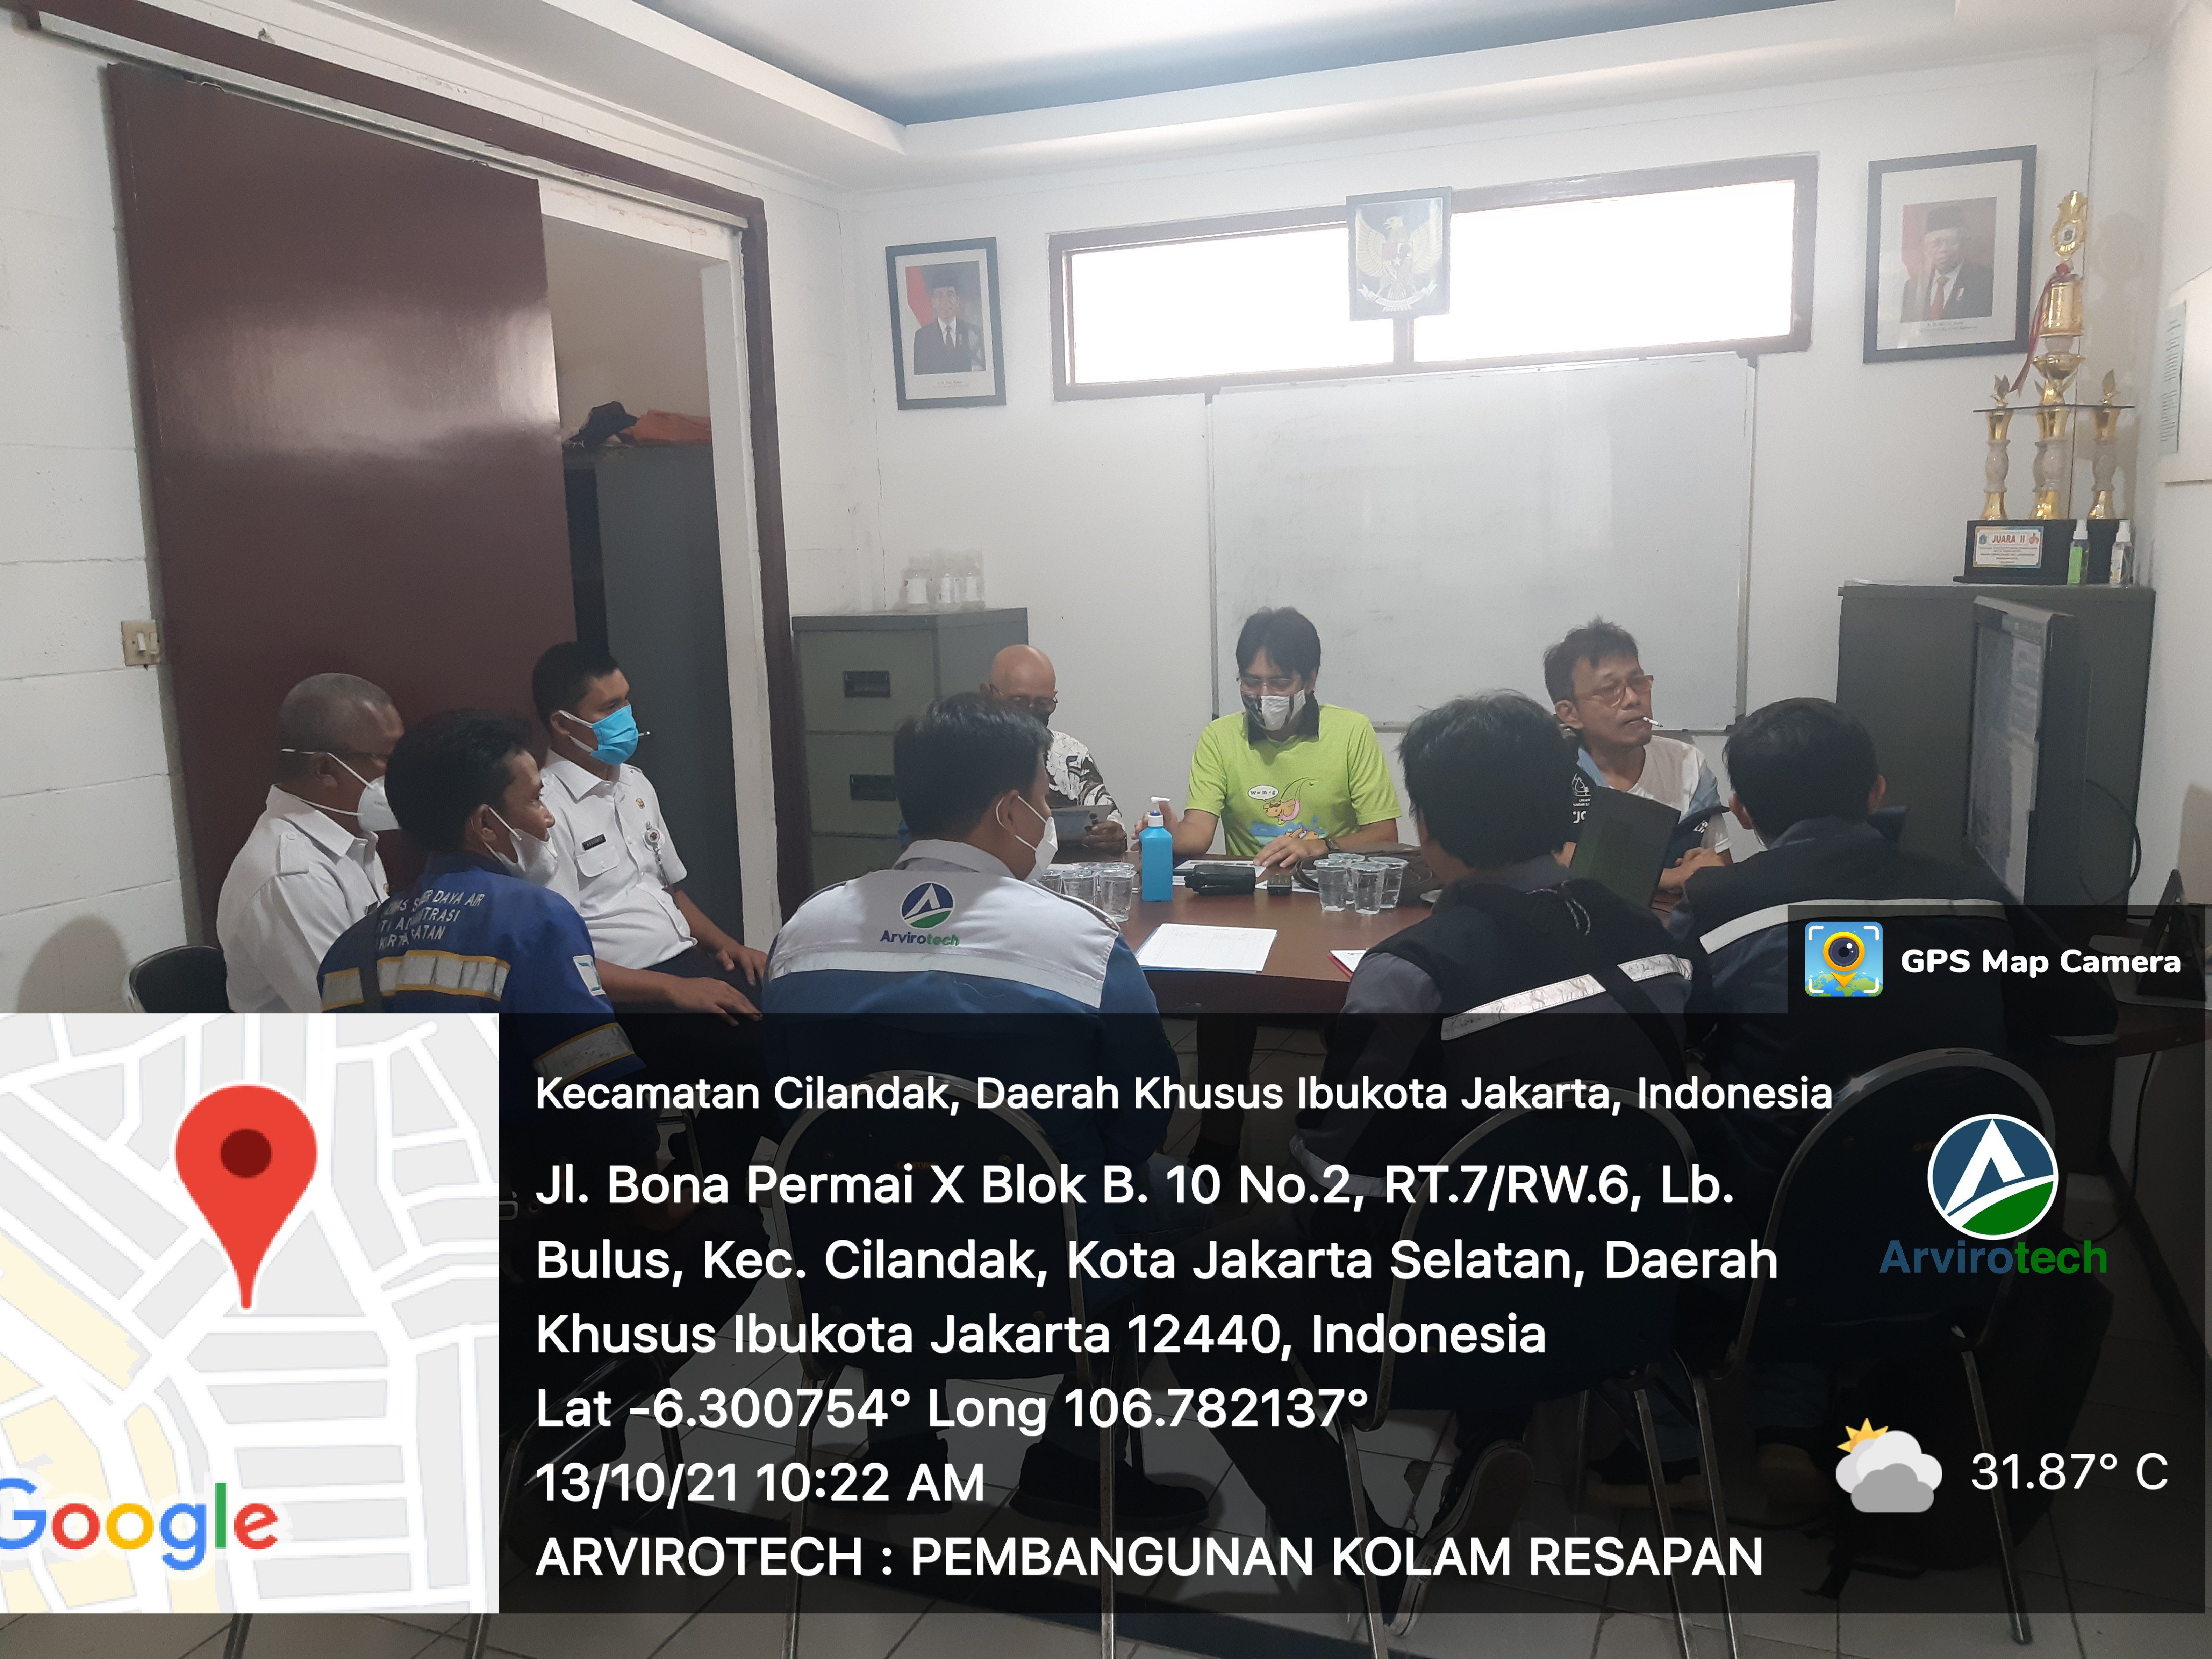 JUARA II
w = m • g
DAYA AIR
Arvirotech
GPS Map Camera
Kecamatan Cilandak, Daerah Khusus Ibukota Jakarta, Indonesia
Jl. Bona Permai X Blok B. 10 No.2, RT.7/RW.6, Lb.
Bulus, Kec. Cilandak, Kota Jakarta Selatan, Daerah
Khusus Ibukota Jakarta 12440, Indonesia
Lat -6.300754° Long 106.782137°
13/10/21 10:22 AM
ARVIROTECH : PEMBANGUNAN KOLAM RESAPAN
Google
Arvirotech
31.87° C